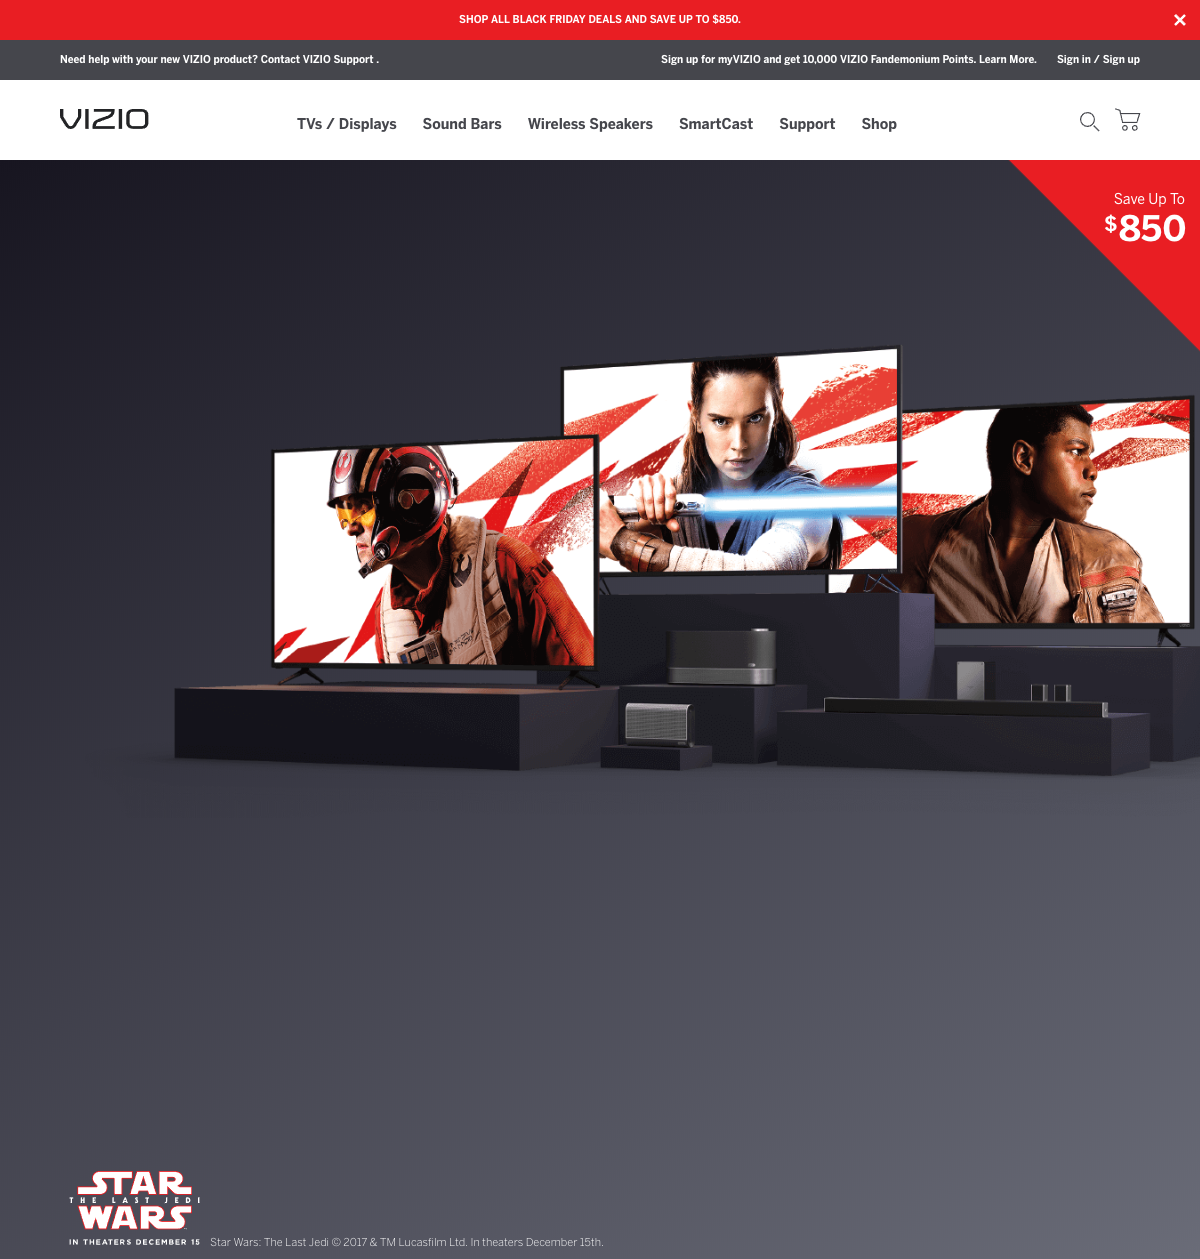 SHOP ALL BLACK FRIDAY DEALS AND SAVE UP TO $850.
Need help with your new VIZIO product? Contact VIZIO Support .
Sign up for myVIZIO and get 10,000 VIZIO Fandemonium Points. Learn More.
Sign in / Sign up
VIZIO
TVs / Displays
Sound Bars
Wireless Speakers
SmartCast
Support
Shop
Save Up To
$850
STAR
THE LAST JEDI
WARS
IN THEATERS DECEMBER 15
Star Wars: The Last Jedi © 2017 & TM Lucasfilm Ltd. In theaters December 15th.